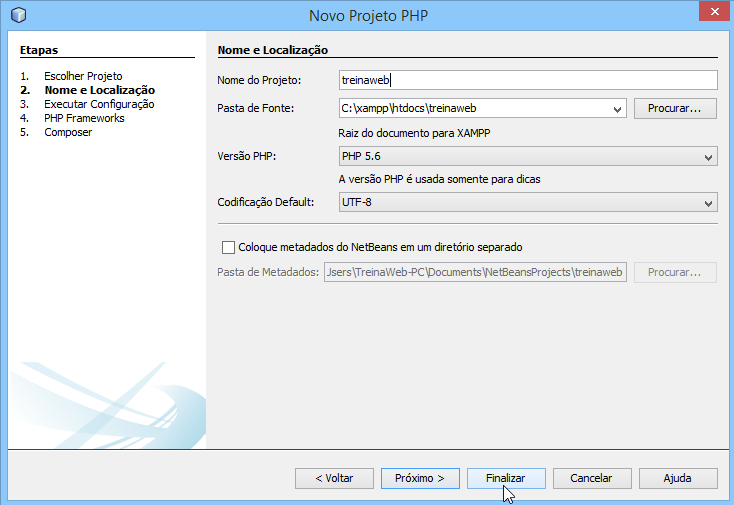 Novo Projeto PHP
Etapas
1. Escolher Projeto
2. Nome e Localização
3. Executar Configuração
4. PHP Frameworks
5. Composer
Nome e Localização
Nome do Projeto: treinaweb
Pasta de Fonte: C:\xampp\htdocs\treinaweb Procurar...
Raiz do documento para XAMPP
Versão PHP: PHP 5.6
A versão PHP é usada somente para dicas
Codificação Default: UTF-8
Coloque metadados do NetBeans em um diretório separado
Pasta de Metadados: Jsers\TreinaWeb-PC\Documents\NetBeansProjects\treinaweb Procurar...
< Voltar Próximo > Finalizar Cancelar Ajuda